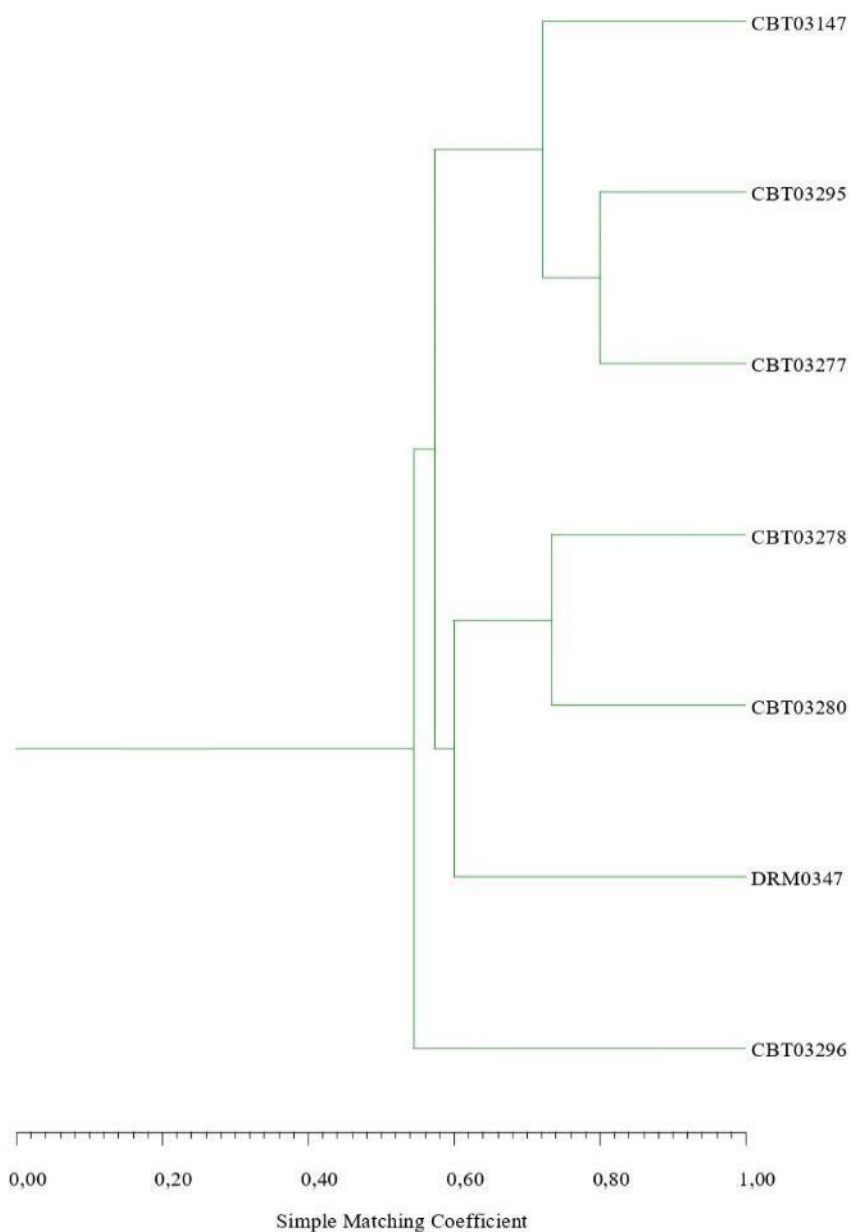 CBT03147
CBT03295
CBT03277
CBT03278
CBT03280
DRM0347
CBT03296
0,00 0,20 0,40 0,60 0,80 1,00
Simple Matching Coefficient